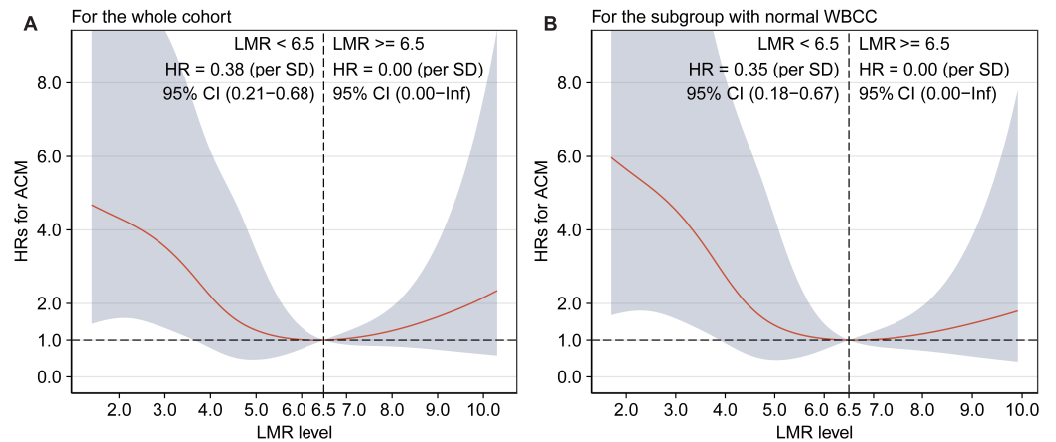 A
For the whole cohort
LMR < 6.5
LMR >= 6.5
HR = 0.38 (per SD)
HR = 0.00 (per SD)
95% CI (0.21−0.68)
95% CI (0.00−Inf)
HRs for ACM
8.0
6.0
4.0
2.0
1.0
0.0
2.0 3.0 4.0 5.0 6.0 6.5 7.0 8.0 9.0 10.0
LMR level
B
For the subgroup with normal WBCC
LMR < 6.5
LMR >= 6.5
HR = 0.35 (per SD)
HR = 0.00 (per SD)
95% CI (0.18−0.67)
95% CI (0.00−Inf)
HRs for ACM
8.0
6.0
4.0
2.0
1.0
0.0
2.0 3.0 4.0 5.0 6.0 6.5 7.0 8.0 9.0 10.0
LMR level